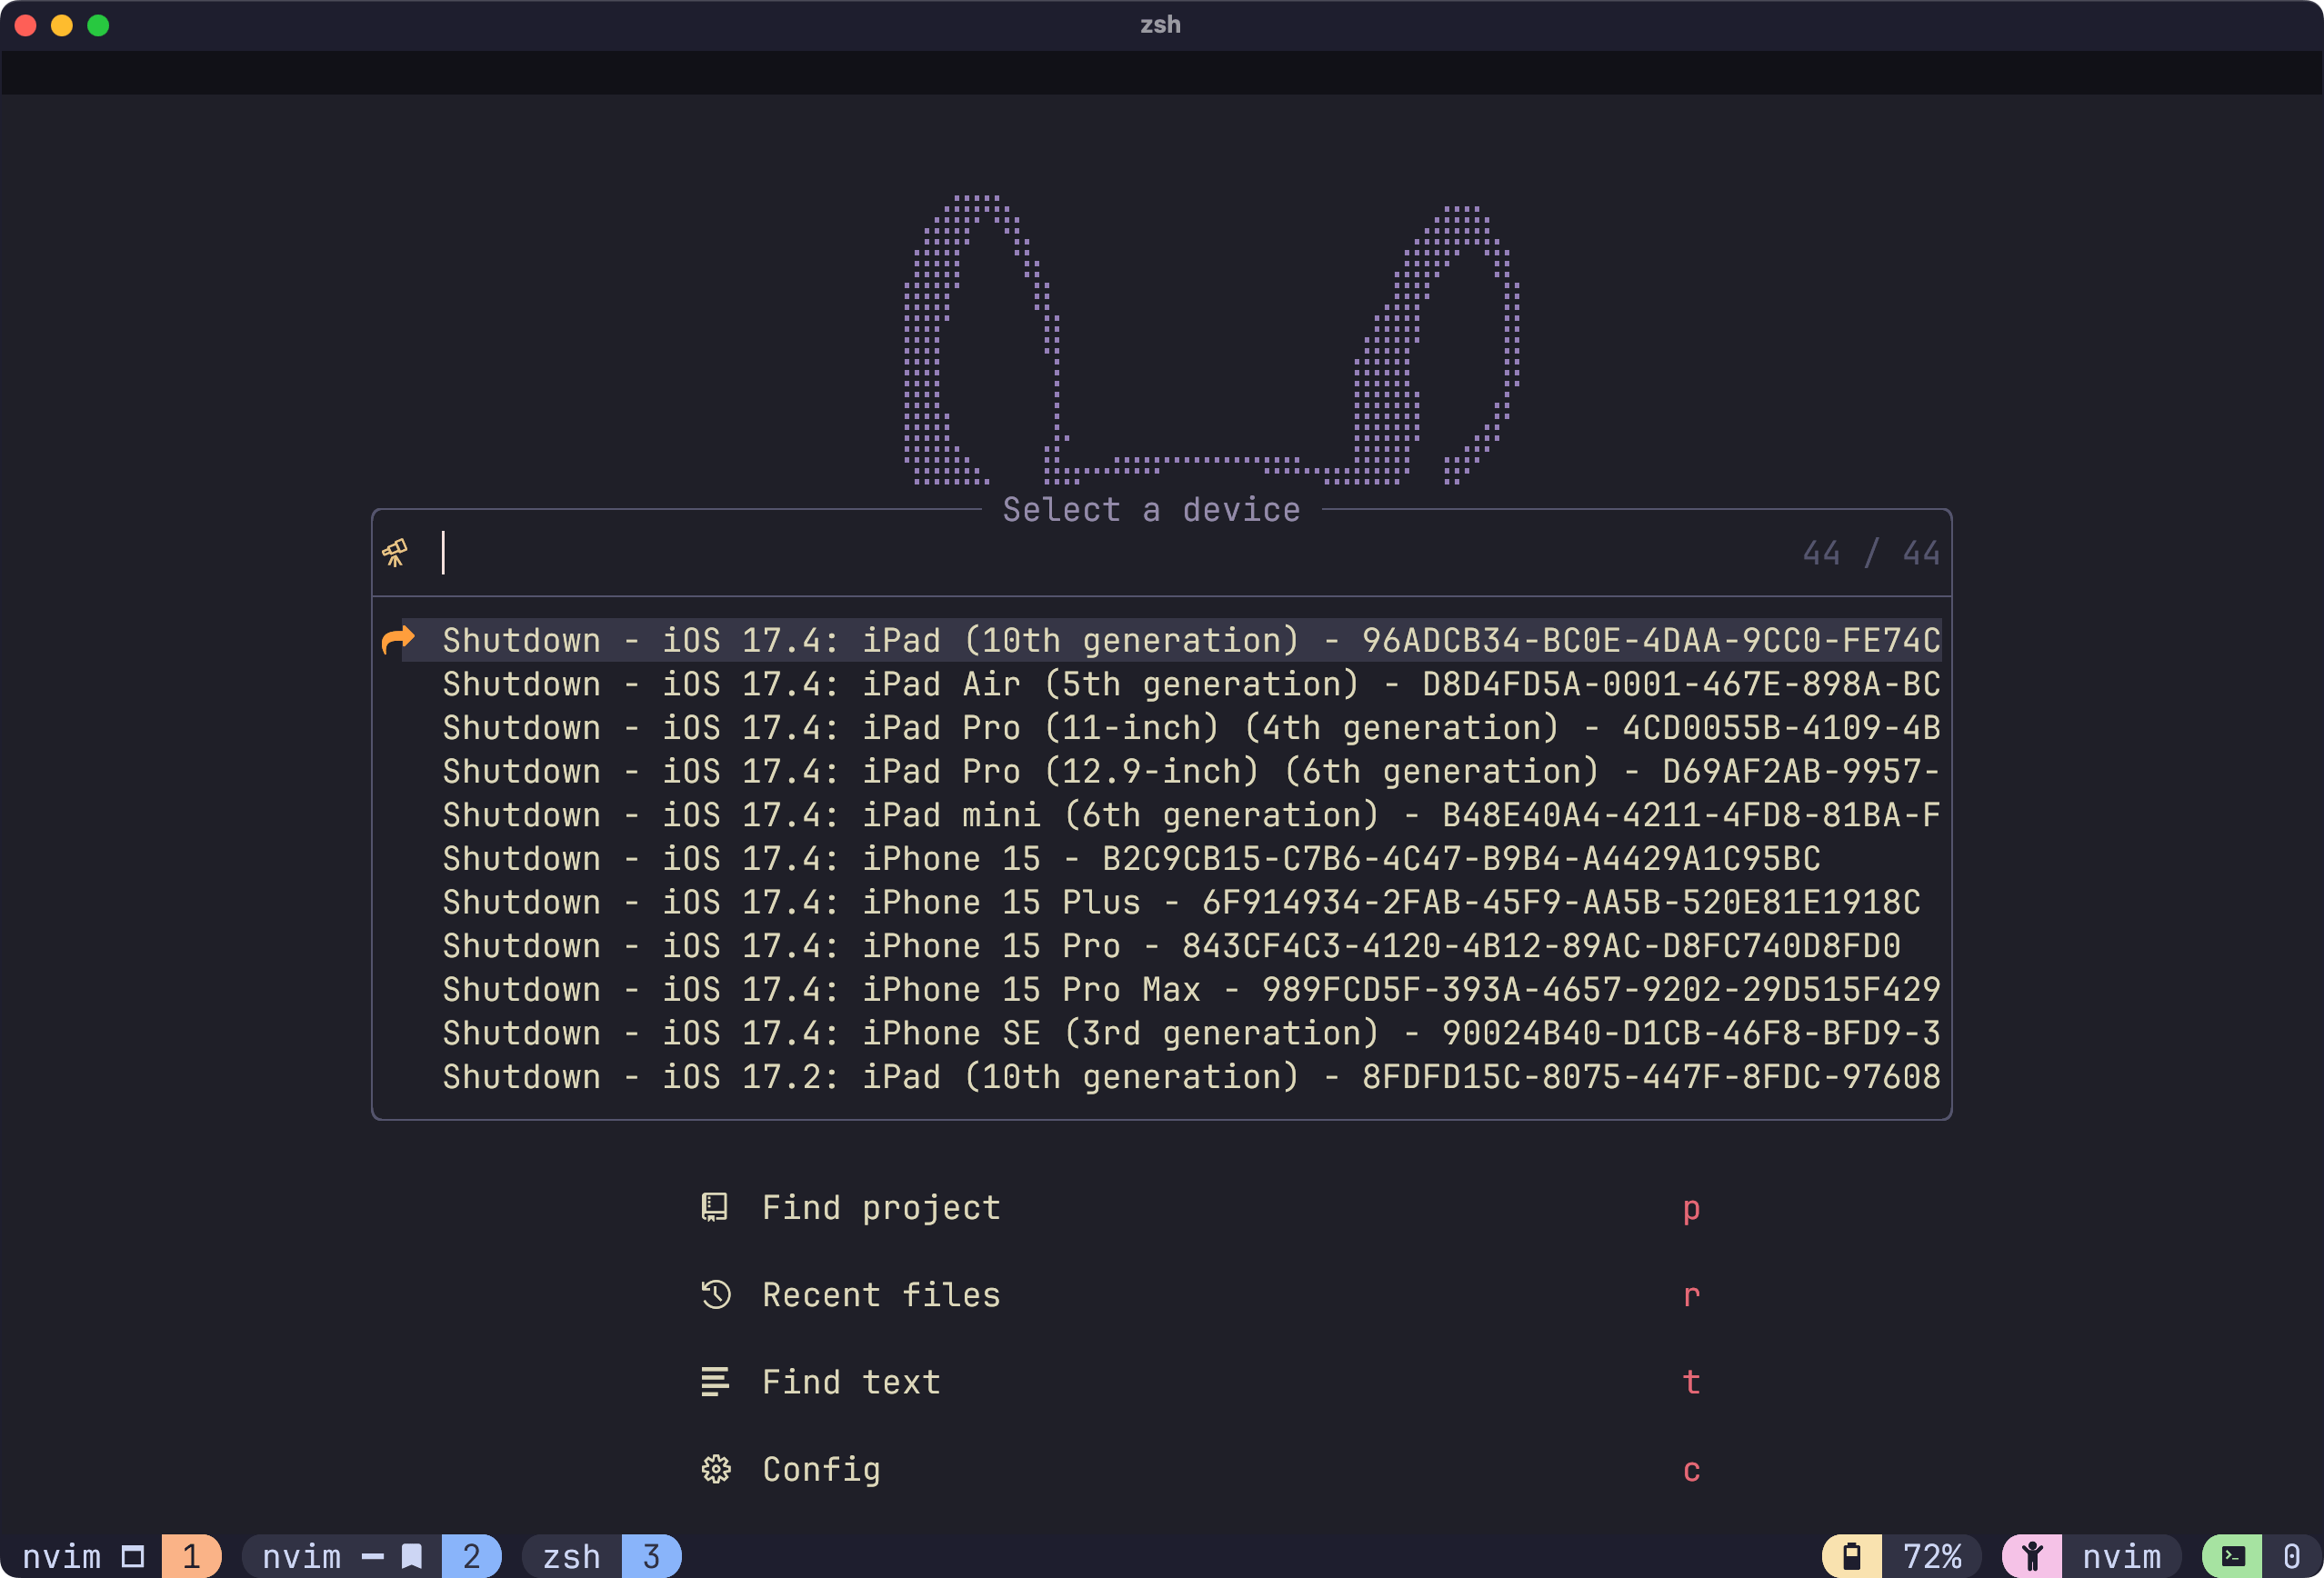 zsh
Select a device
44 / 44
Shutdown - iOS 17.4: iPad (10th generation) - 96ADCB34-BC0E-4DAA-9CC0-FE74C
Shutdown - iOS 17.4: iPad Air (5th generation) - D8D4FD5A-0001-467E-898A-BC
Shutdown - iOS 17.4: iPad Pro (11-inch) (4th generation) - 4CD0055B-4109-4B
Shutdown - iOS 17.4: iPad Pro (12.9-inch) (6th generation) - D69AF2AB-9957-
Shutdown - iOS 17.4: iPad mini (6th generation) - B48E40A4-4211-4FD8-81BA-F
Shutdown - iOS 17.4: iPhone 15 - B2C9CB15-C7B6-4C47-B9B4-A4429A1C95BC
Shutdown - iOS 17.4: iPhone 15 Plus - 6F914934-2FAB-45F9-AA5B-520E81E1918C
Shutdown - iOS 17.4: iPhone 15 Pro - 843CF4C3-4120-4B12-89AC-D8FC740D8FD0
Shutdown - iOS 17.4: iPhone 15 Pro Max - 989FCD5F-393A-4657-9202-29D515F429
Shutdown - iOS 17.4: iPhone SE (3rd generation) - 90024B40-D1CB-46F8-BFD9-3
Shutdown - iOS 17.2: iPad (10th generation) - 8FDFD15C-8075-447F-8FDC-97608
Find project p
Recent files r
Find text t
Config c
nvim 1 nvim 2 zsh 3 72% nvim 0